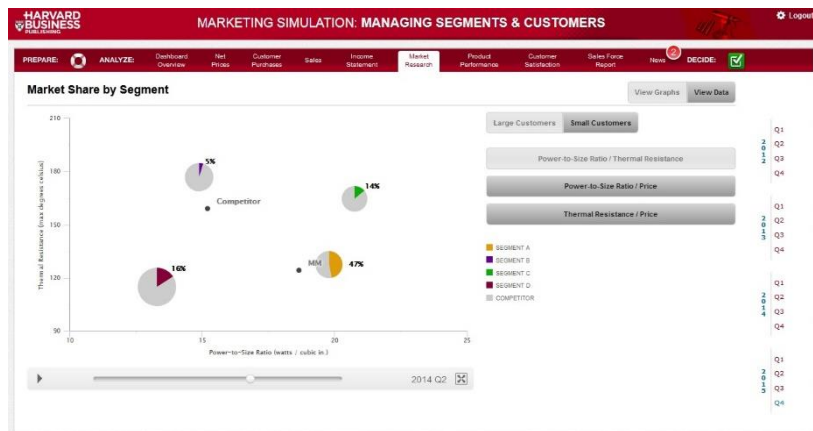 HARVARD
BUSINESS
PUBLISHING
MARKETING SIMULATION: MANAGING SEGMENTS & CUSTOMERS
Logout
PREPARE:
ANALYZE:
Dashboard Overview
Net Prices
Customer Purchases
Sales
Income Statement
Market Research
Product Performance
Customer Satisfaction
Sales Force Report
News
2
DECIDE:
Market Share by Segment
View Graphs
View Data
210
180
150
120
90
Thermal Resistance (max degrees celsius)
5%
14%
Competitor
MM
47%
16%
10
15
20
25
Power-to-Size Ratio (watts / cubic in.)
2014 Q2
Large Customers
Small Customers
Power-to-Size Ratio / Thermal Resistance
Power-to-Size Ratio / Price
Thermal Resistance / Price
SEGMENT A
SEGMENT B
SEGMENT C
SEGMENT D
COMPETITOR
2012
Q1
Q2
Q3
Q4
2013
Q1
Q2
Q3
Q4
2014
Q1
Q2
Q3
Q4
2015
Q1
Q2
Q3
Q4